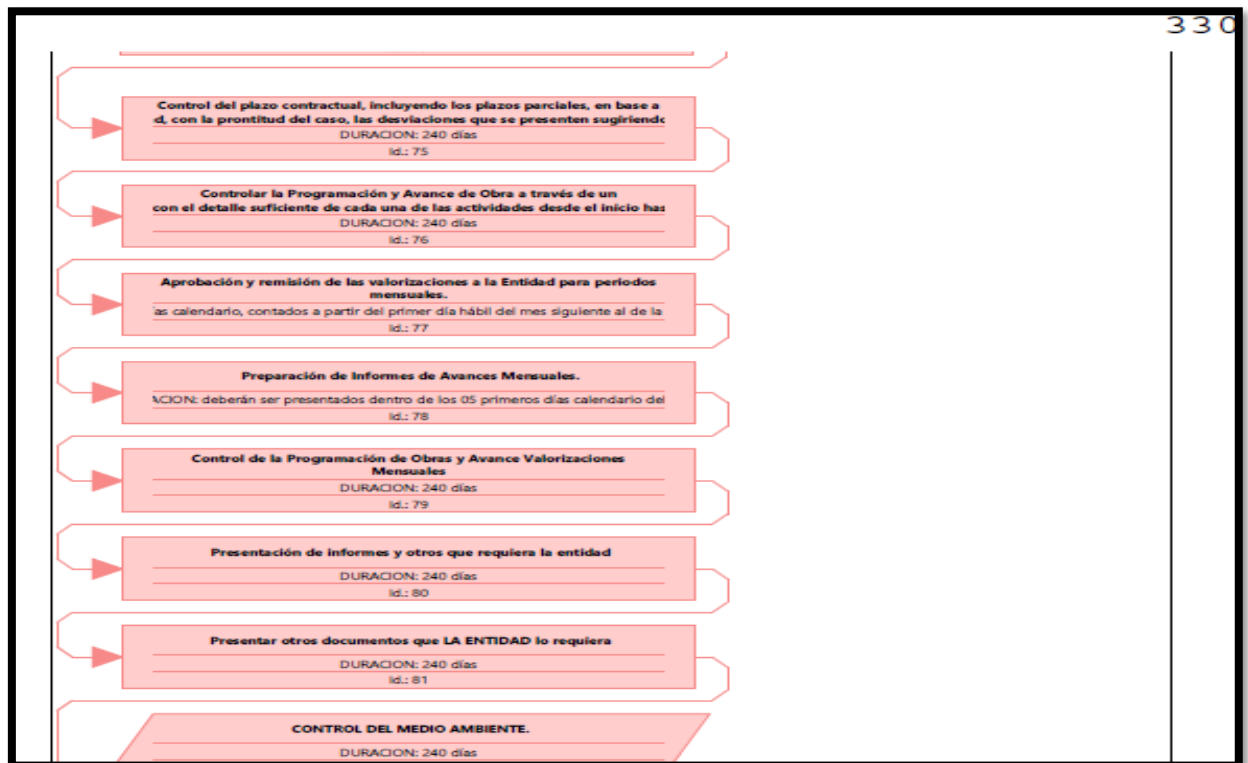 330
Control del plazo contractual, incluyendo los plazos parciales, en base a
d, con la prontitud del caso, las desviaciones que se presenten sugiriendo
DURACION: 240 días
Id.: 75
Controlar la Programación y Avance de Obra a través de un
con el detalle suficiente de cada una de las actividades desde el inicio has
DURACION: 240 días
Id.: 76
Aprobación y remisión de las valorizaciones a la Entidad para periodos
mensuales.
ías calendario, contados a partir del primer día hábil del mes siguiente al de la
Id.: 77
Preparación de Informes de Avances Mensuales.
ACION: deberán ser presentados dentro de los 05 primeros días calendario del
Id.: 78
Control de la Programación de Obras y Avance Valorizaciones
Mensuales
DURACION: 240 días
Id.: 79
Presentación de informes y otros que requiera la entidad
DURACION: 240 días
Id.: 80
Presentar otros documentos que LA ENTIDAD lo requiera
DURACION: 240 días
Id.: 81
CONTROL DEL MEDIO AMBIENTE.
DURACION: 240 días